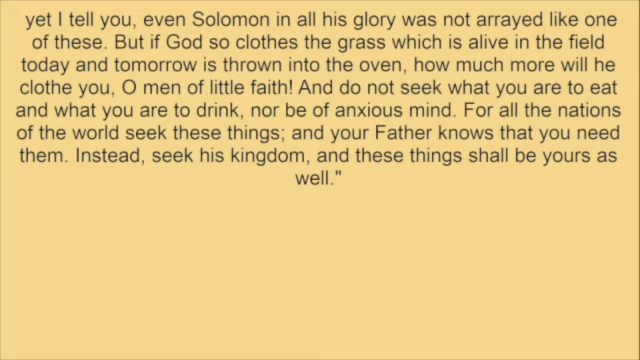 yet I tell you, even Solomon in all his glory was not arrayed like one
of these. But if God so clothes the grass which is alive in the field
today and tomorrow is thrown into the oven, how much more will he
clothe you, O men of little faith! And do not seek what you are to eat
and what you are to drink, nor be of anxious mind. For all the nations
of the world seek these things; and your Father knows that you need
them. Instead, seek his kingdom, and these things shall be yours as
well."